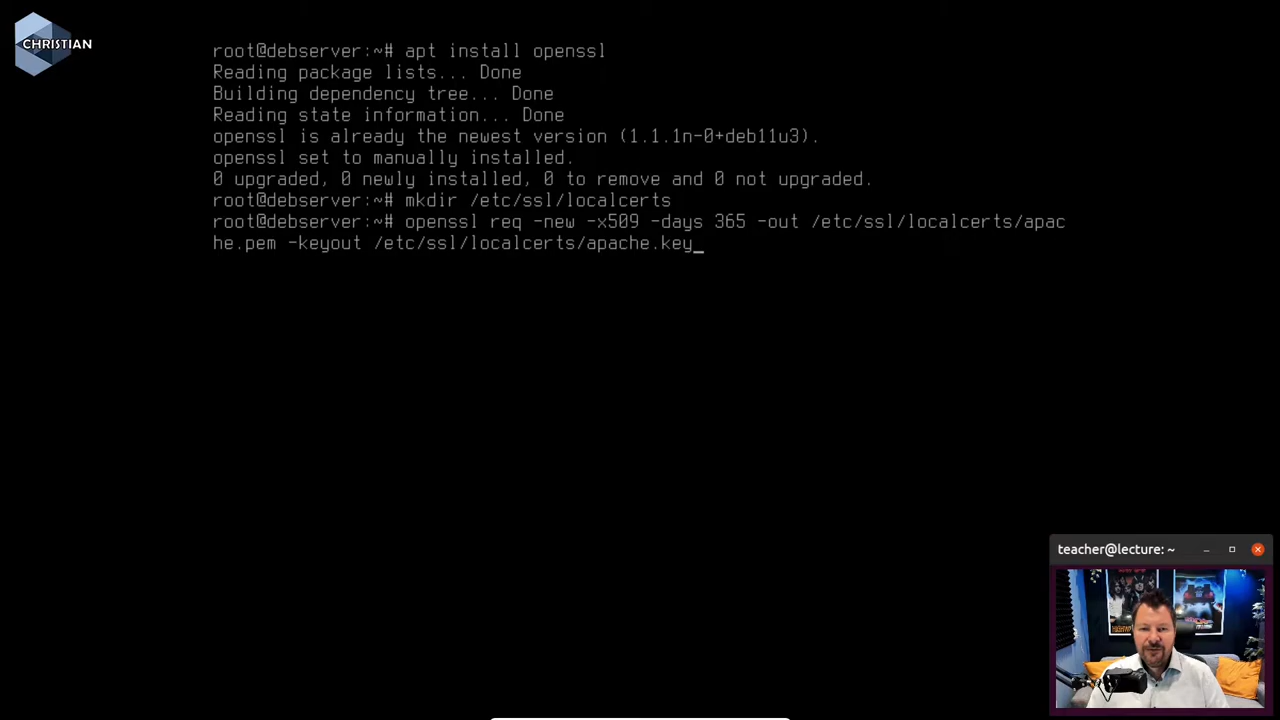 CHRISTIAN
root@debserver:~# apt install openssl
Reading package lists... Done
Building dependency tree... Done
Reading state information... Done
openssl is already the newest version (1.1.1n-0+deb11u3).
openssl set to manually installed.
0 upgraded, 0 newly installed, 0 to remove and 0 not upgraded.
root@debserver:~# mkdir /etc/ssl/localcerts
root@debserver:~# openssl req -new -x509 -days 365 -out /etc/ssl/localcerts/apac
he.pem -keyout /etc/ssl/localcerts/apache.key_
teacher@lecture: ~